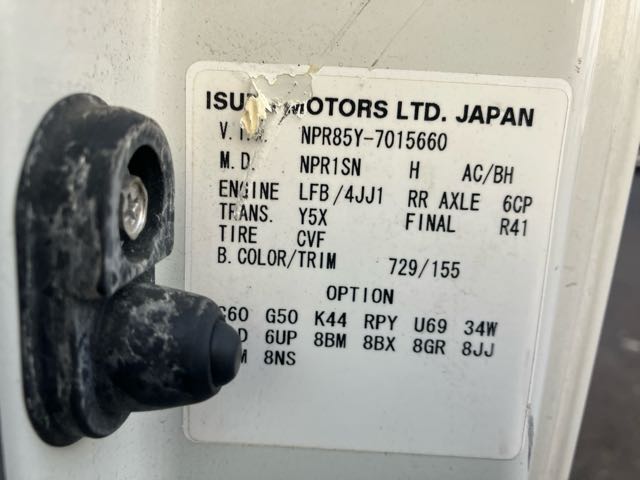 MOTORS LTD. JAPAN
NPR85Y-7015660
M.D. NPR1SN H AC/BH
ENGINE LFB/4JJ1 RR AXLE 6CP
TRANS. Y5X FINAL R41
TIRE CVF
B.COLOR/TRIM 729/155
OPTION
G50 K44 RPY U69 34W
6UP 8BM 8BX 8GR 8JJ
8NS